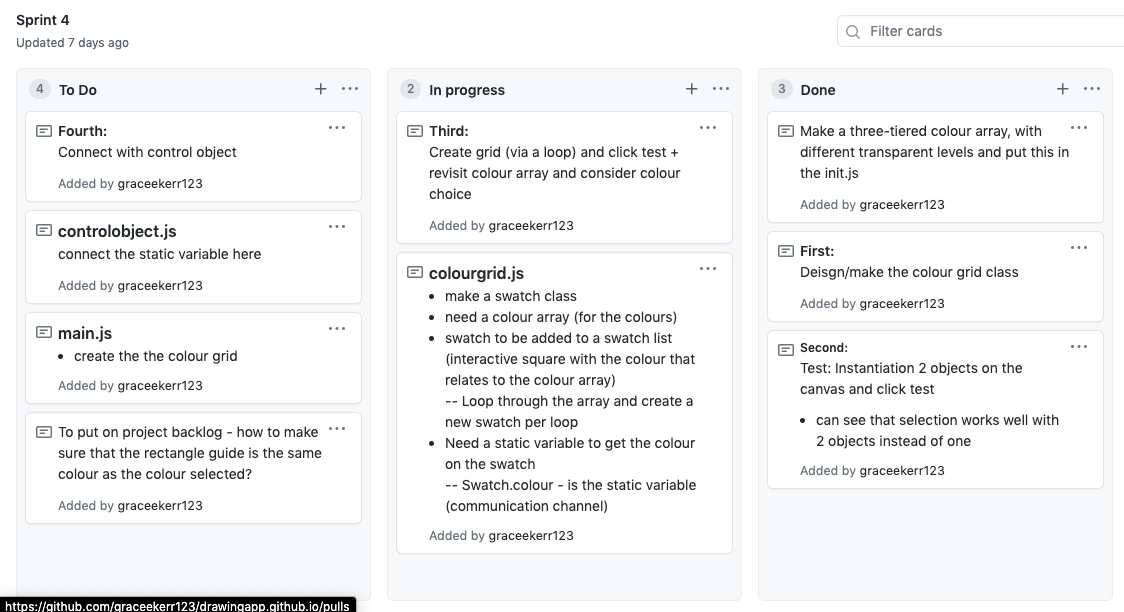 Sprint 4
Updated 7 days ago
Filter cards
4 To Do
Fourth:
Connect with control object
Added by graceekerr123
controlobject.js
connect the static variable here
Added by graceekerr123
main.js
• create the the colour grid
Added by graceekerr123
To put on project backlog - how to make
sure that the rectangle guide is the same
colour as the colour selected?
Added by graceekerr123
2 In progress
Third:
Create grid (via a loop) and click test +
revisit colour array and consider colour
choice
Added by graceekerr123
colourgrid.js
• make a swatch class
• need a colour array (for the colours)
• swatch to be added to a swatch list
(interactive square with the colour that
relates to the colour array)
-- Loop through the array and create a
new swatch per loop
• Need a static variable to get the colour
on the swatch
-- Swatch.colour - is the static variable
(communication channel)
Added by graceekerr123
3 Done
Make a three-tiered colour array, with
different transparent levels and put this in
the init.js
Added by graceekerr123
First:
Deisgn/make the colour grid class
Added by graceekerr123
Second:
Test: Instantiation 2 objects on the
canvas and click test
• can see that selection works well with
2 objects instead of one
Added by graceekerr123
https://github.com/graceekerr123/drawingapp.github.io/pulls